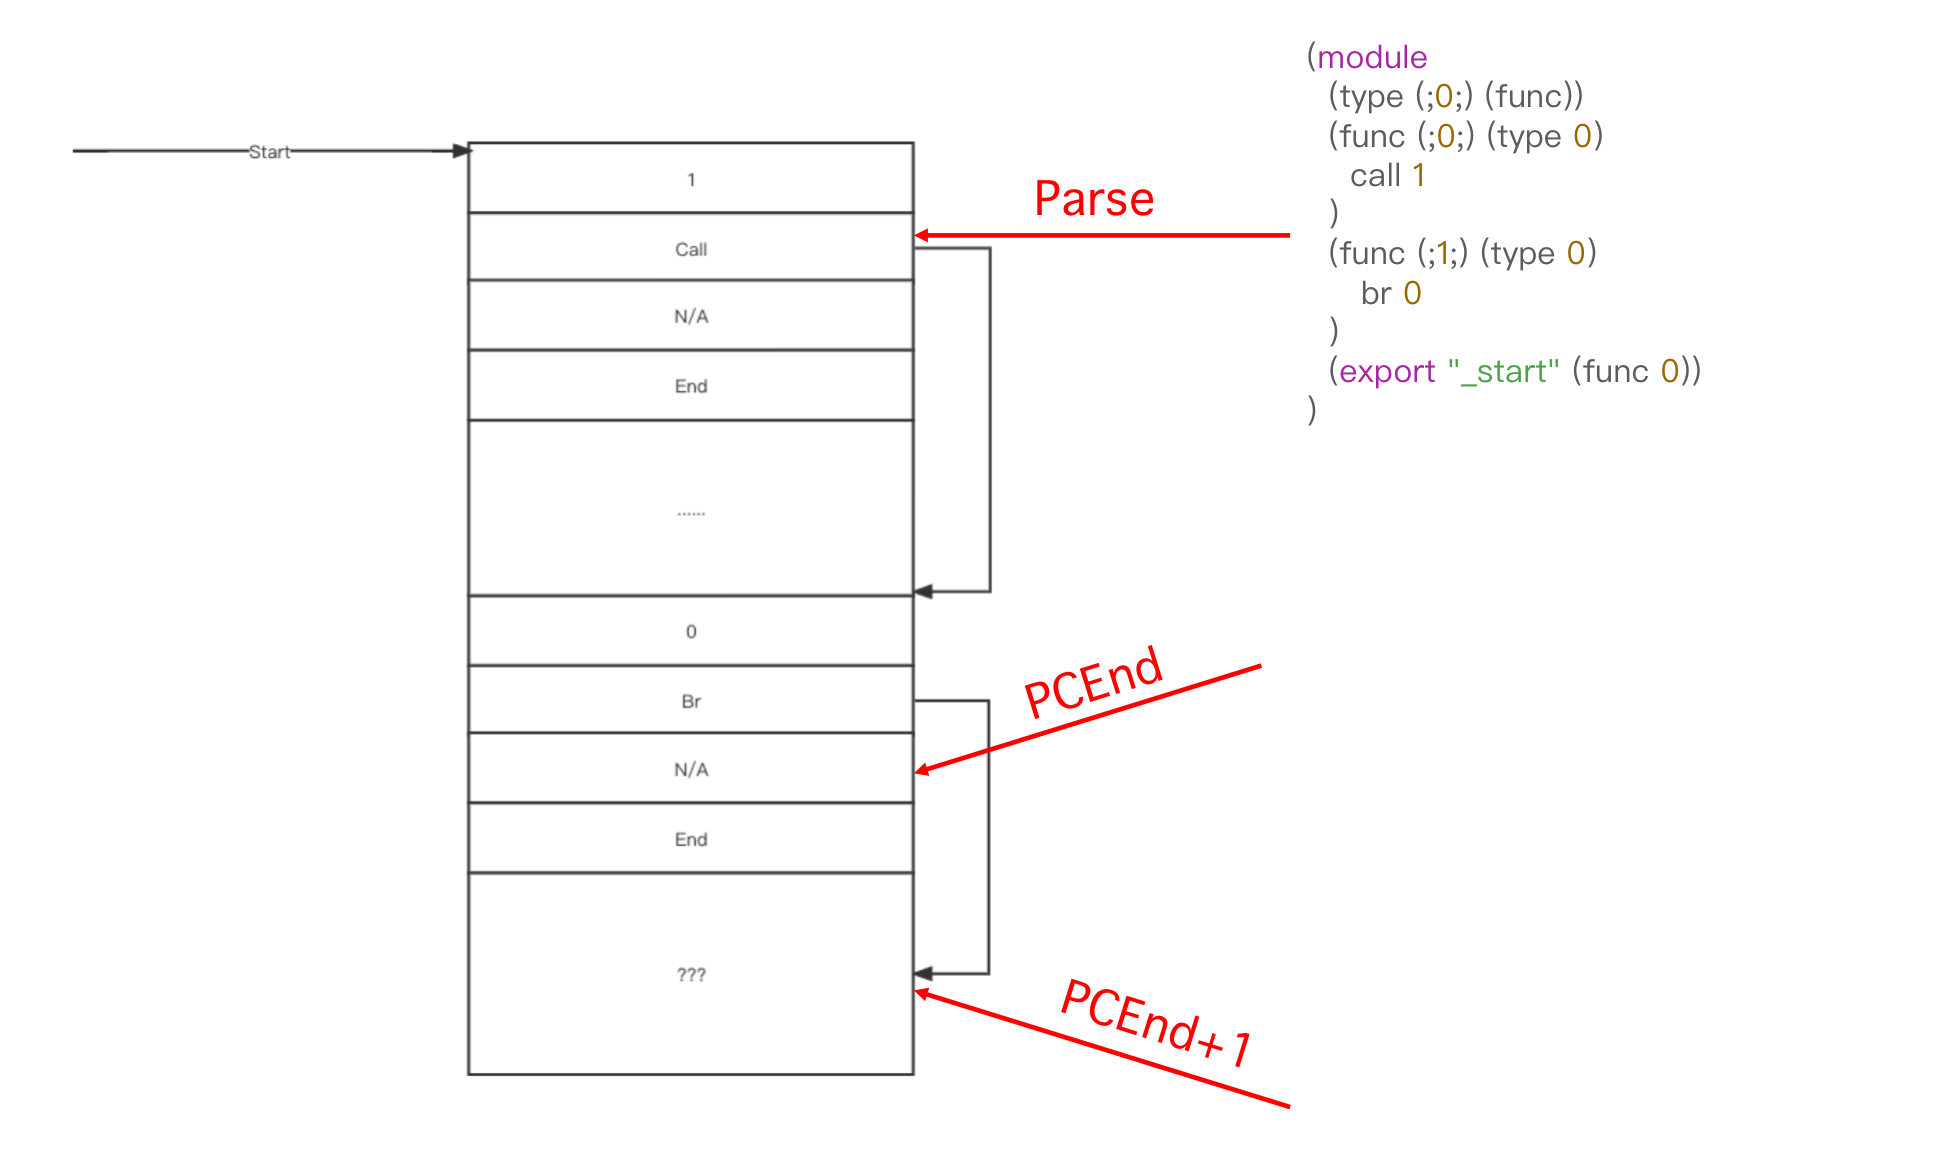 Start
1
Call
N/A
End
......
0
Br
N/A
End
???
Parse
PCEnd
PCEnd+1
(module
(type (;0;) (func))
(func (;0;) (type 0)
call 1
)
(func (;1;) (type 0)
br 0
)
(export "_start" (func 0))
)